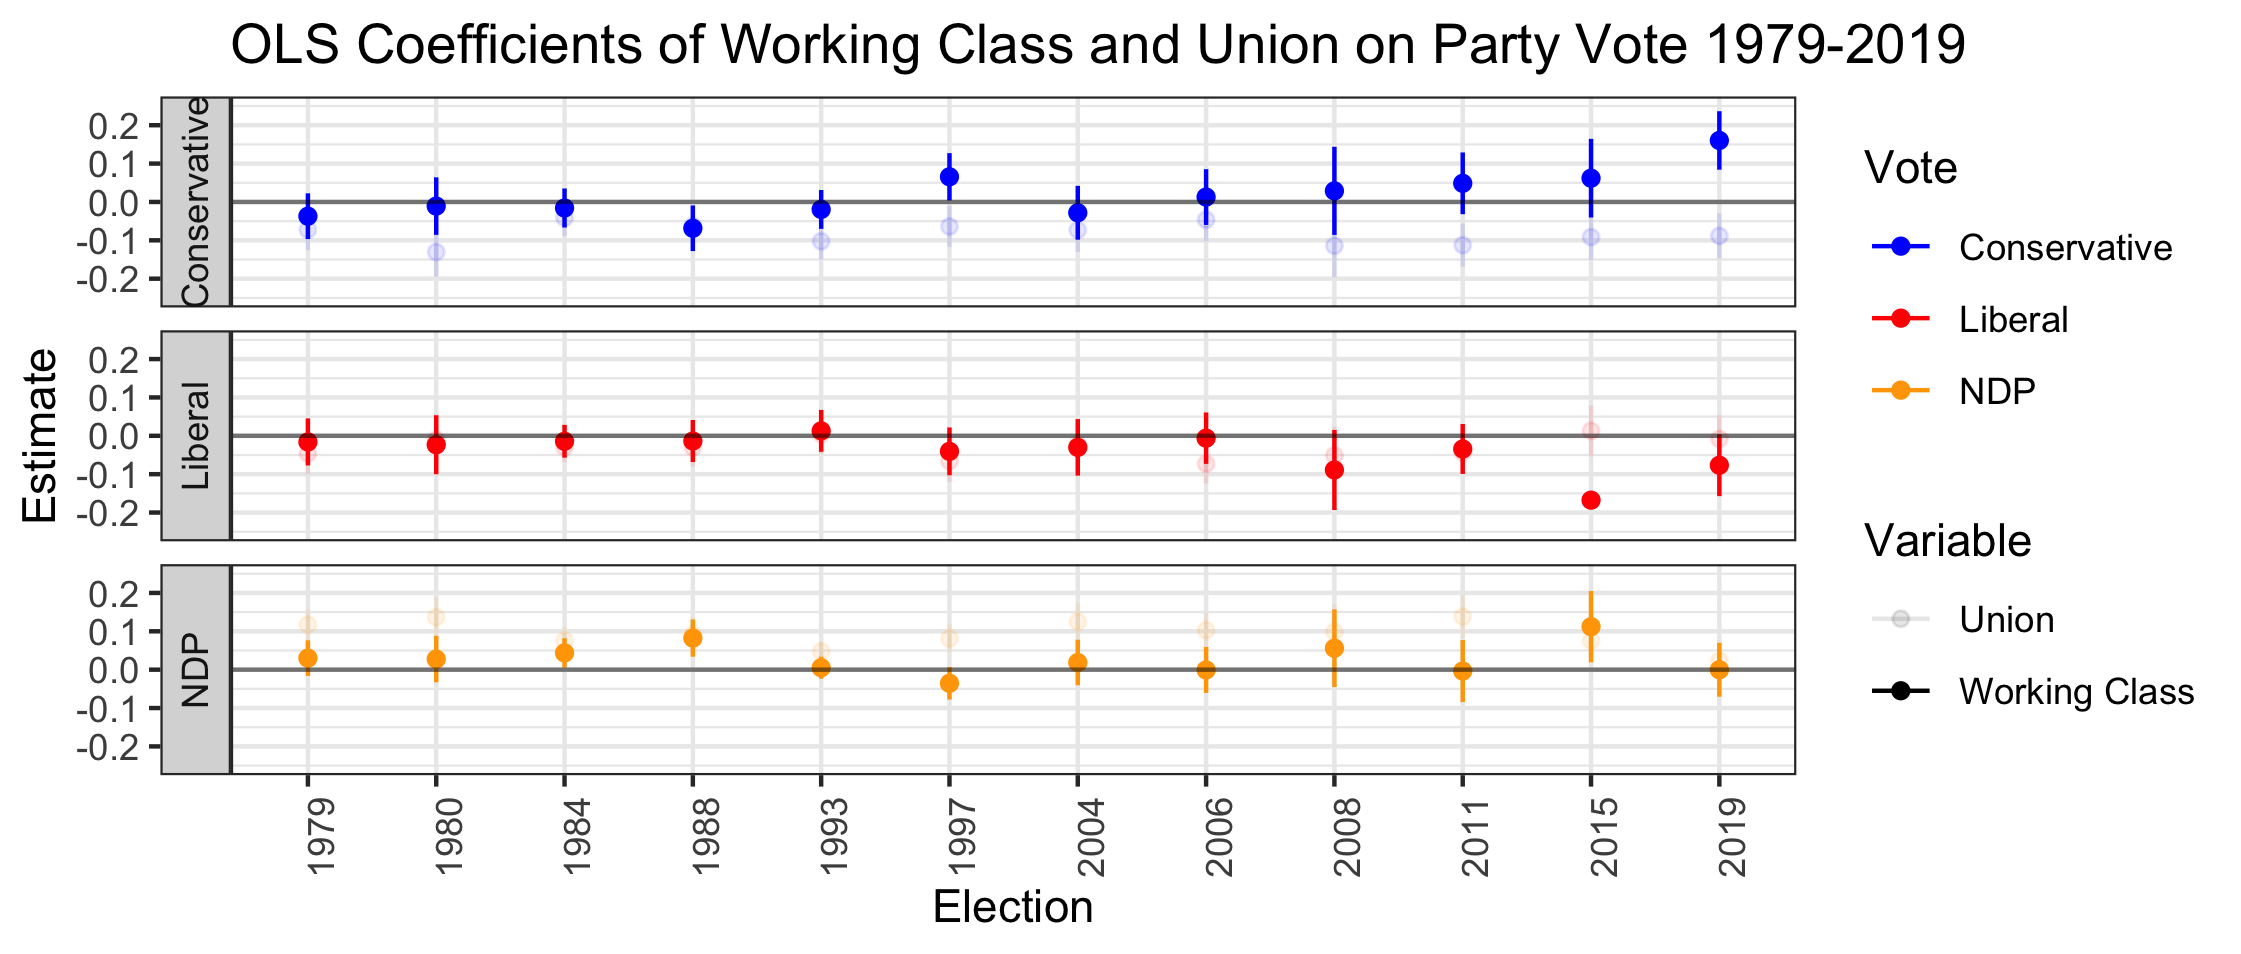 OLS Coefficients of Working Class and Union on Party Vote 1979-2019
Estimate
Conservative
0.2
0.1
0.0
-0.1
-0.2
Liberal
0.2
0.1
0.0
-0.1
-0.2
NDP
0.2
0.1
0.0
-0.1
-0.2
1979
1980
1984
1988
1993
1997
2004
2006
2008
2011
2015
2019
Election
Vote
Conservative
Liberal
NDP
Variable
Union
Working Class